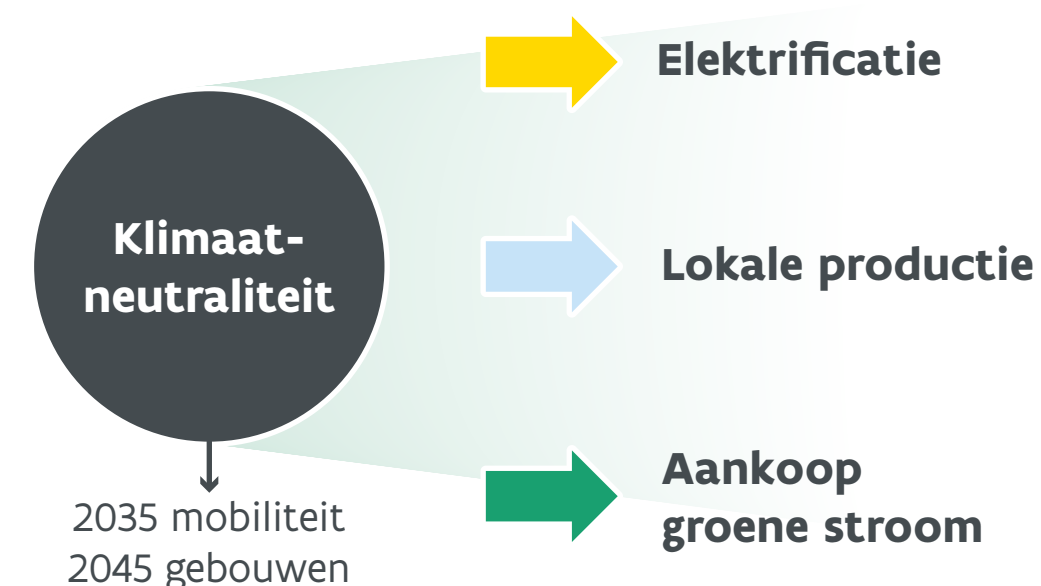 Klimaat-
neutraliteit
2035 mobiliteit
2045 gebouwen
Elektrificatie
Lokale productie
Aankoop
groene stroom